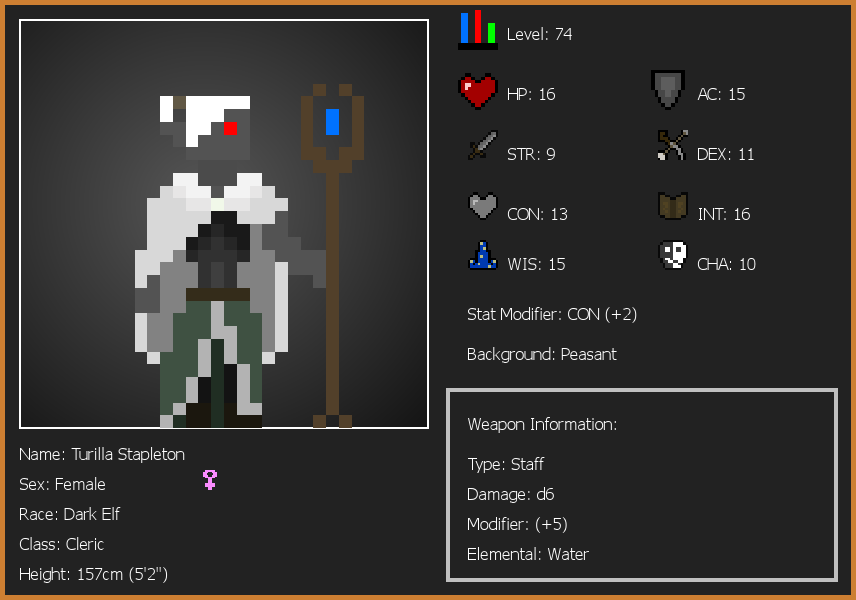 Level: 74
HP: 16
AC: 15
STR: 9
DEX: 11
CON: 13
INT: 16
WIS: 15
CHA: 10
Stat Modifier: CON (+2)
Background: Peasant
Weapon Information:
Type: Staff
Damage: d6
Modifier: (+5)
Elemental: Water
Name: Turilla Stapleton
Sex: Female
Race: Dark Elf
Class: Cleric
Height: 157cm (5'2")